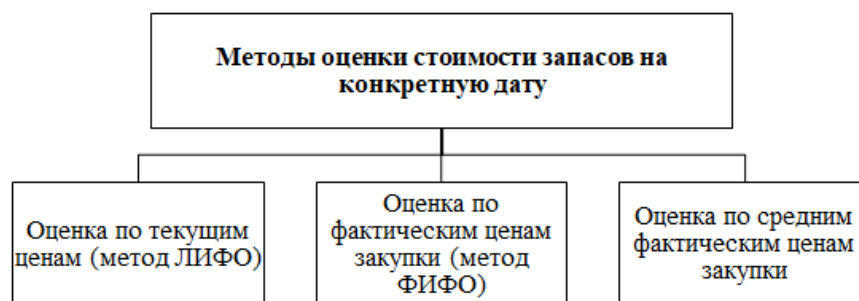 Методы оценки стоимости запасов на
конкретную дату
Оценка по текущим
ценам (метод ЛИФО)
Оценка по
фактическим ценам
закупки (метод
ФИФО)
Оценка по средним
фактическим ценам
закупки